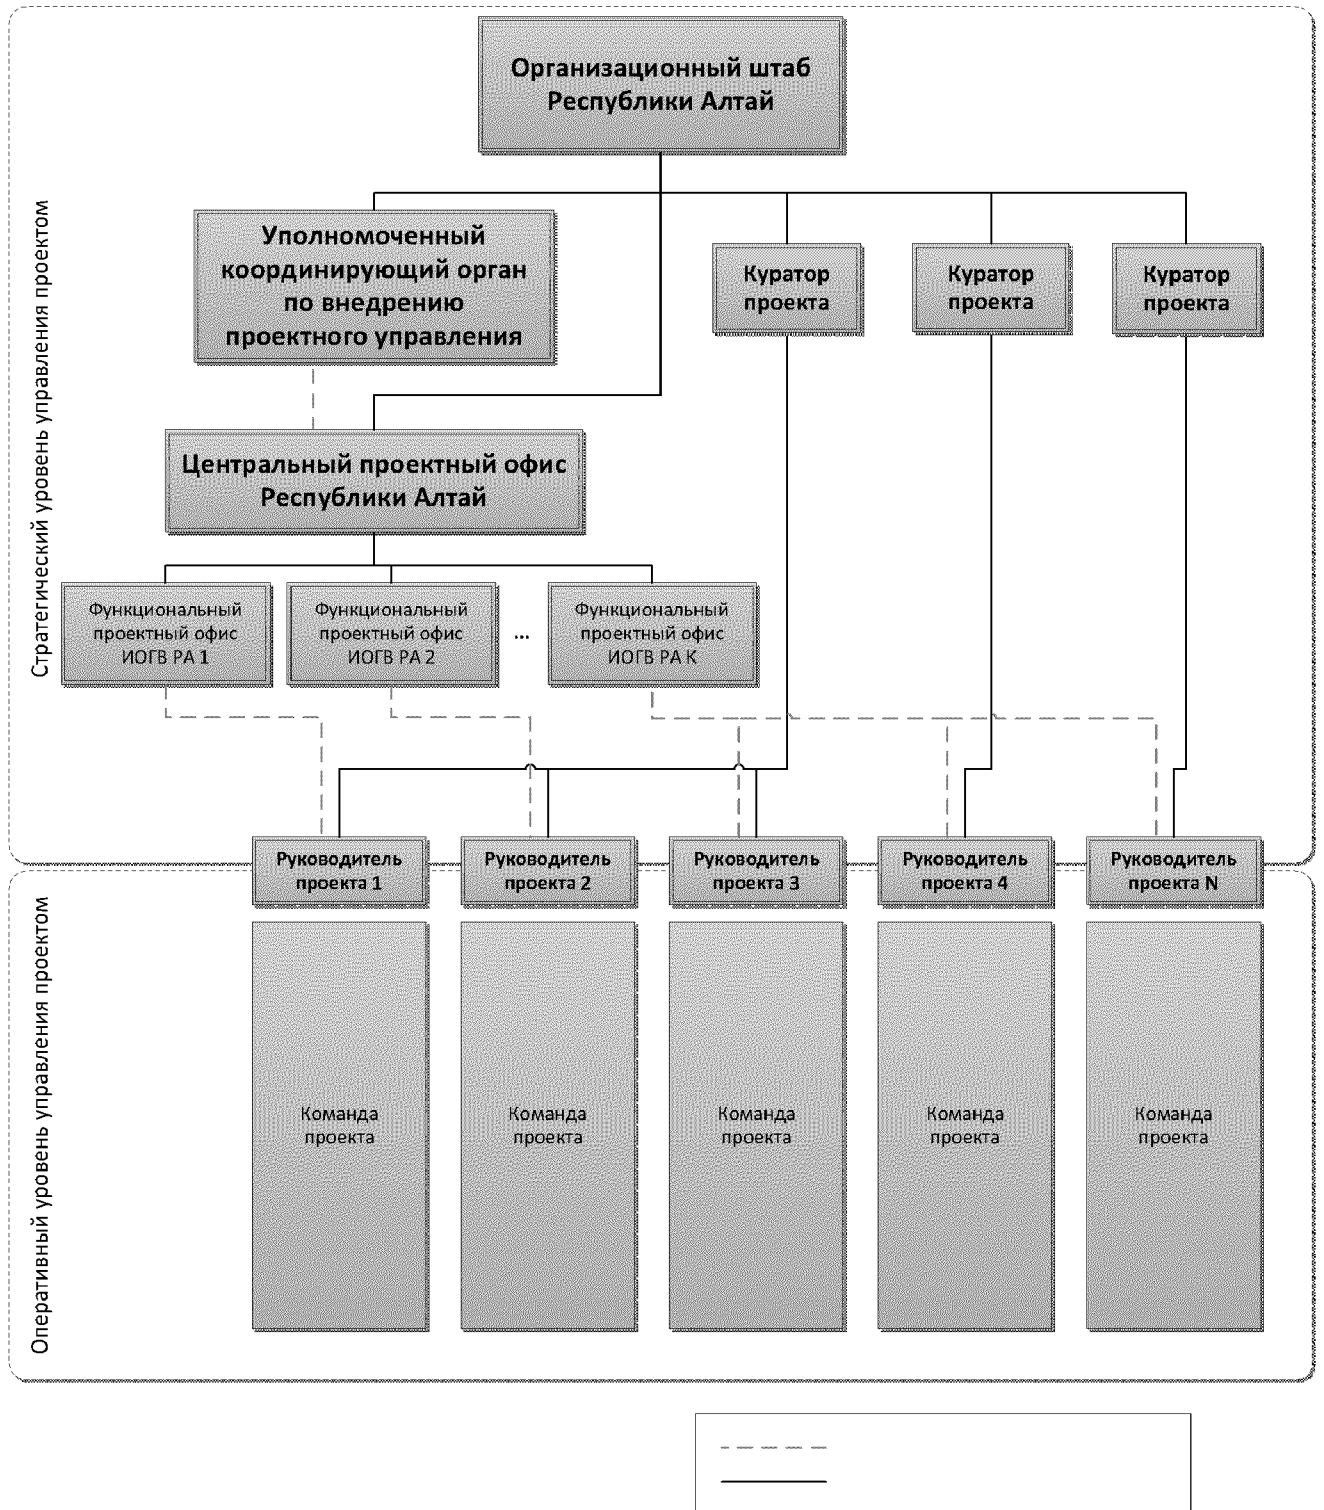 Организационный штаб
Республики Алтай
Стратегический уровень управления проектом
Уполномоченный
координирующий орган
по внедрению
проектного управления
Куратор
проекта
Куратор
проекта
Куратор
проекта
Центральный проектный офис
Республики Алтай
Функциональный
проектный офис
ИОГВ РА 1
Функциональный
проектный офис
ИОГВ РА 2
...
Функциональный
проектный офис
ИОГВ РА К
Руководитель
проекта 1
Руководитель
проекта 2
Руководитель
проекта 3
Руководитель
проекта 4
Руководитель
проекта N
Оперативный уровень управления проектом
Команда
проекта
Команда
проекта
Команда
проекта
Команда
проекта
Команда
проекта